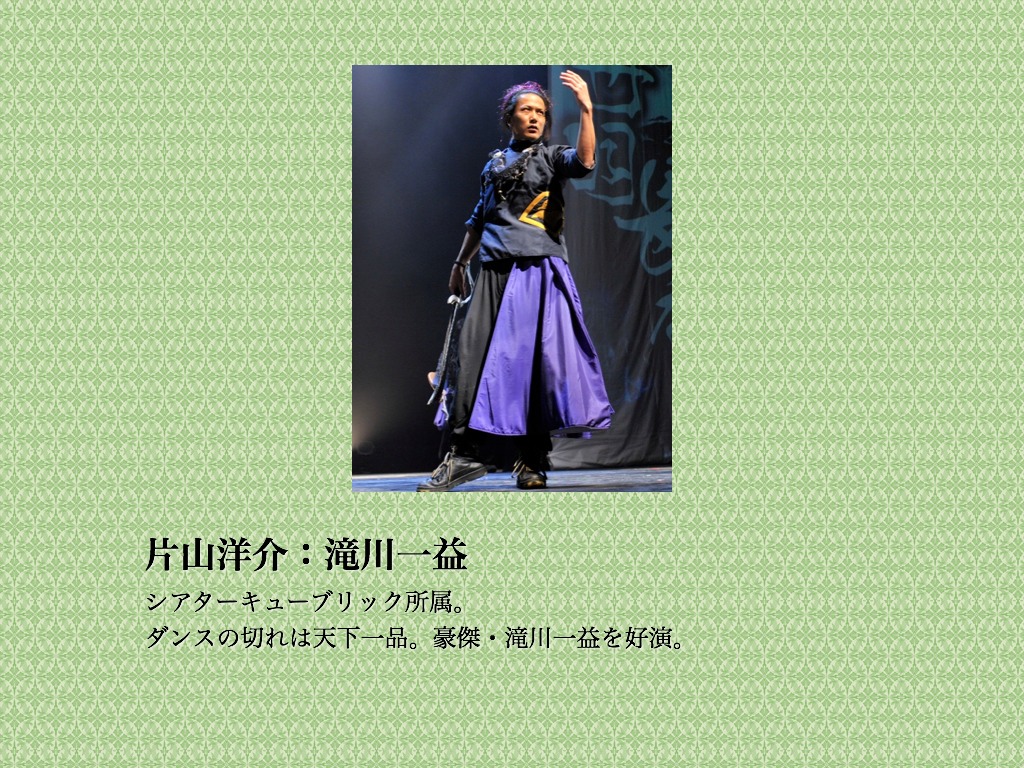 片山洋介：滝川一益
シアターキューブリック所属。
ダンスの切れは天下一品。豪傑・滝川一益を好演。